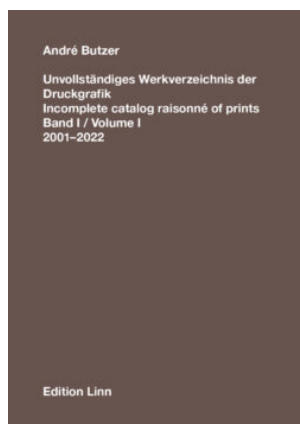 André Butzer
Unvollständiges Werkverzeichnis der
Druckgrafik
Incomplete catalog raisonné of prints
Band I / Volume I
2001–2022
Edition Linn